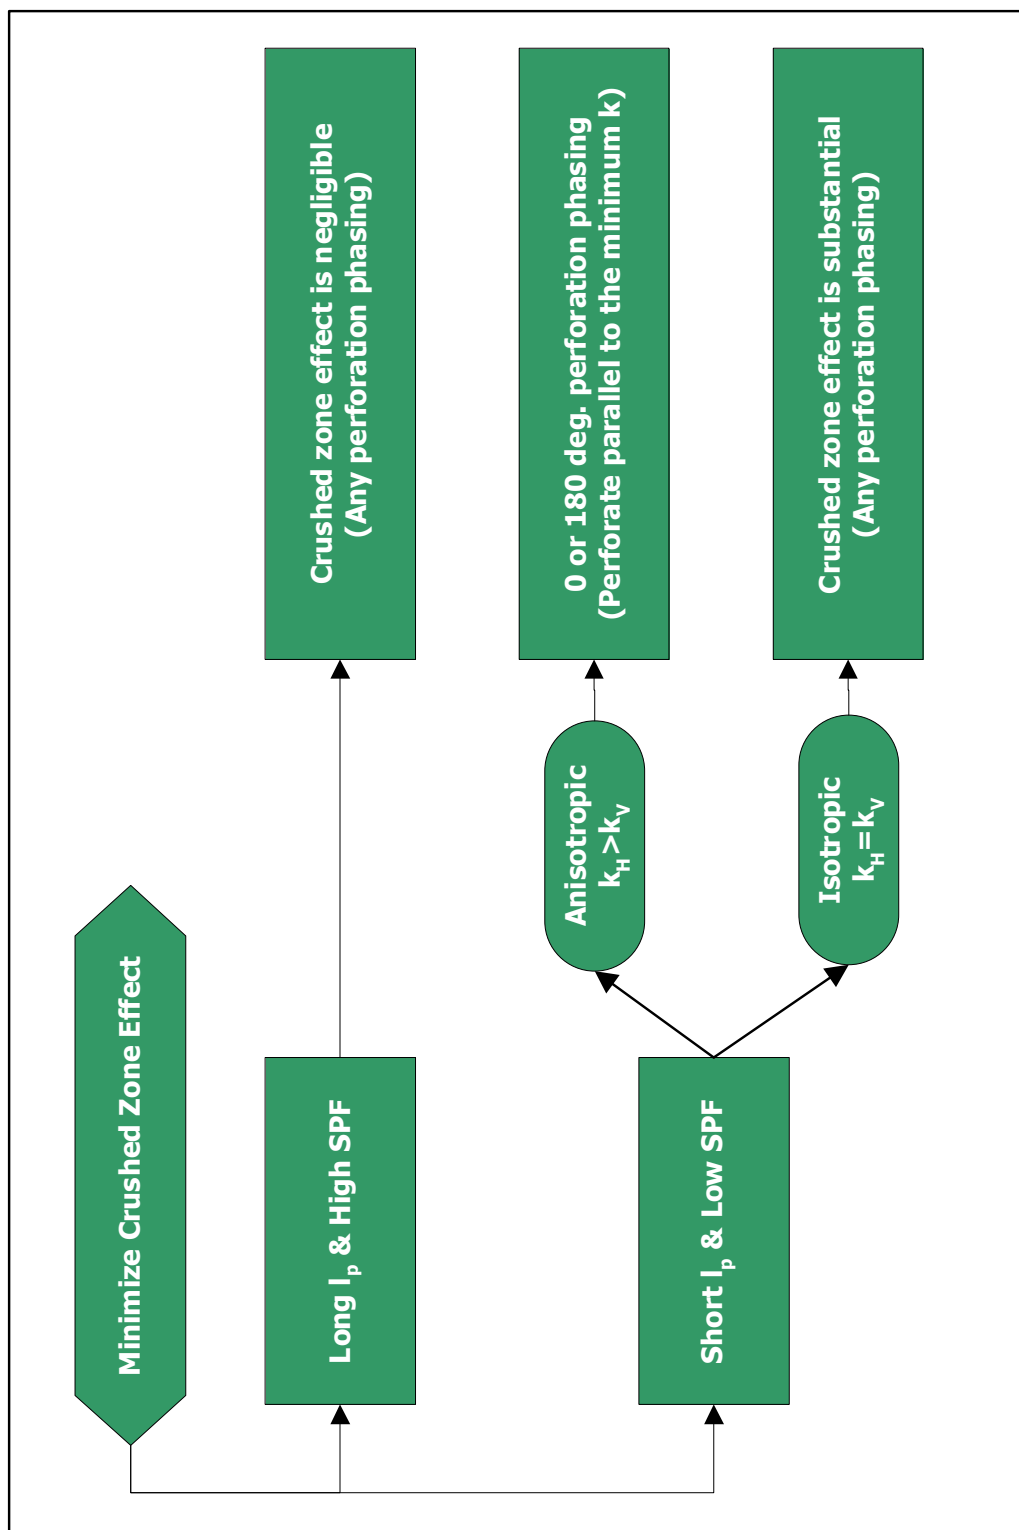 Minimize Crushed Zone Effect
Long lp & High SPF
Crushed zone effect is negligible
(Any perforation phasing)
Short lp & Low SPF
Anisotropic
kH>kV
0 or 180 deg. perforation phasing
(Perforate parallel to the minimum k)
Isotropic
kH=kV
Crushed zone effect is substantial
(Any perforation phasing)